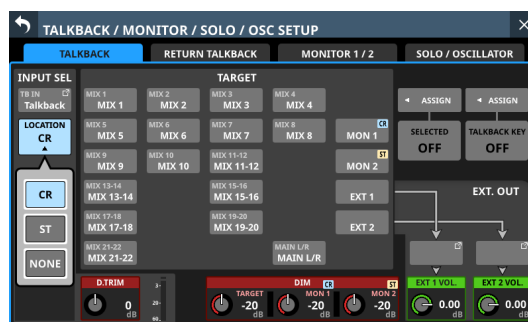 TALKBACK / MONITOR / SOLO / OSC SETUP
TALKBACK
RETURN TALKBACK
MONITOR 1 / 2
SOLO / OSCILLATOR
INPUT SEL
TARGET
TB IN
Talkback
MIX 1
MIX 1
MIX 2
MIX 2
MIX 3
MIX 3
MIX 4
MIX 4
ASSIGN
ASSIGN
LOCATION
CR
MIX 5
MIX 5
MIX 6
MIX 6
MIX 7
MIX 7
MIX 8
MIX 8
CR
MON 1
SELECTED
OFF
TALKBACK KEY
OFF
MIX 9
MIX 9
MIX 10
MIX 10
MIX 11-12
MIX 11-12
ST
MON 2
CR
MIX 13-14
MIX 13-14
MIX 15-16
MIX 15-16
EXT 1
EXT. OUT
ST
MIX 17-18
MIX 17-18
MIX 19-20
MIX 19-20
EXT 2
NONE
MIX 21-22
MIX 21-22
MAIN L/R
MAIN L/R
D.TRIM
0
dB
3-
20-
60-
DIM
TARGET
-20
dB
CR
MON 1
-20
dB
ST
MON 2
-20
dB
EXT 1 VOL.
0.00
dB
EXT 2 VOL.
0.00
dB